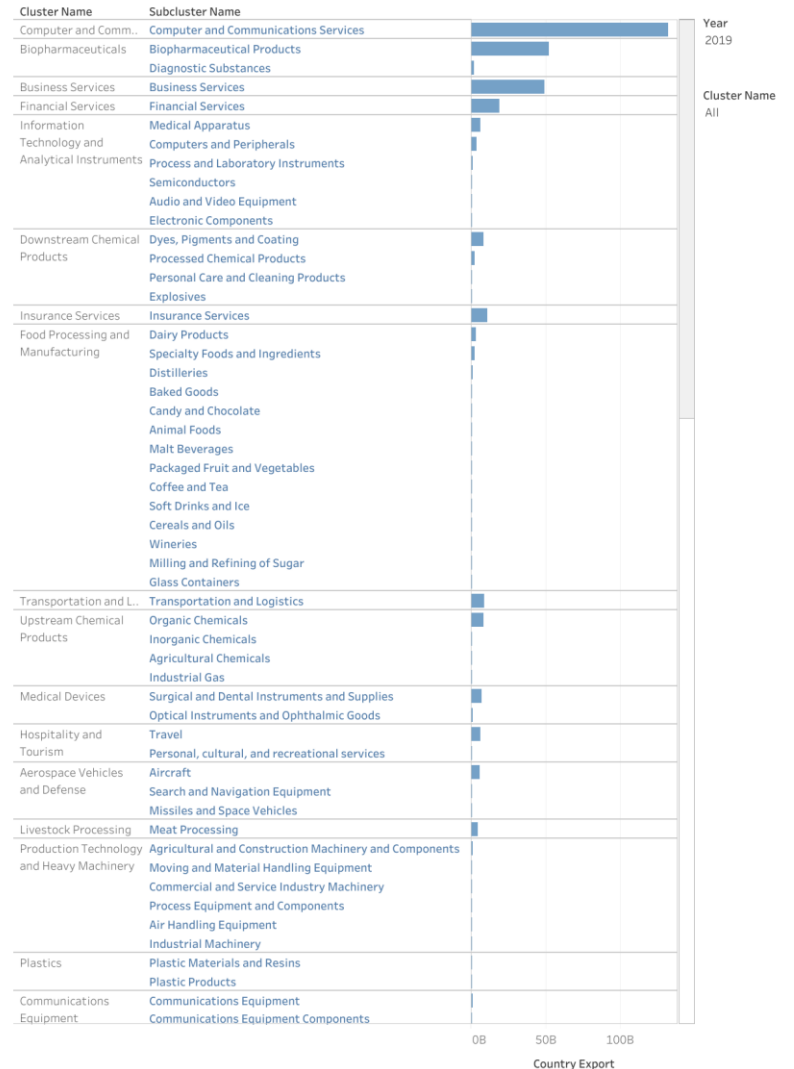 Cluster Name Subcluster Name
Year
2019
Cluster Name
All
Computer and Comm.. Computer and Communications Services
Biopharmaceuticals Biopharmaceutical Products
Diagnostic Substances
Business Services Business Services
Financial Services Financial Services
Information Technology and Analytical Instruments
Medical Apparatus
Computers and Peripherals
Process and Laboratory Instruments
Semiconductors
Audio and Video Equipment
Electronic Components
Downstream Chemical Products
Dyes, Pigments and Coating
Processed Chemical Products
Personal Care and Cleaning Products
Explosives
Insurance Services Insurance Services
Food Processing and Manufacturing
Dairy Products
Specialty Foods and Ingredients
Distilleries
Baked Goods
Candy and Chocolate
Animal Foods
Malt Beverages
Packaged Fruit and Vegetables
Coffee and Tea
Soft Drinks and Ice
Cereals and Oils
Wineries
Milling and Refining of Sugar
Glass Containers
Transportation and L.. Transportation and Logistics
Upstream Chemical Products
Organic Chemicals
Inorganic Chemicals
Agricultural Chemicals
Industrial Gas
Medical Devices Surgical and Dental Instruments and Supplies
Optical Instruments and Ophthalmic Goods
Hospitality and Tourism
Travel
Personal, cultural, and recreational services
Aerospace Vehicles and Defense
Aircraft
Search and Navigation Equipment
Missiles and Space Vehicles
Livestock Processing Meat Processing
Production Technology and Heavy Machinery
Agricultural and Construction Machinery and Components
Moving and Material Handling Equipment
Commercial and Service Industry Machinery
Process Equipment and Components
Air Handling Equipment
Industrial Machinery
Plastics Plastic Materials and Resins
Plastic Products
Communications Equipment
Communications Equipment
Communications Equipment Components
0B 50B 100B
Country Export